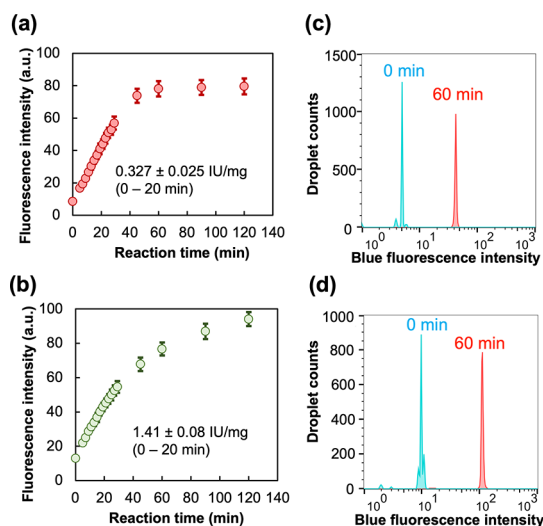 (a)
Fluorescence intensity (a.u.)
100
80
60
40
20
0
0.327 ± 0.025 IU/mg
(0 – 20 min)
0 20 40 60 80 100 120 140
Reaction time (min)
(c)
Droplet counts
1500
1000
500
0
0 min
60 min
10⁰ 10¹ 10² 10³
Blue fluorescence intensity
(b)
Fluorescence intensity (a.u.)
100
80
60
40
20
0
1.41 ± 0.08 IU/mg
(0 – 20 min)
0 20 40 60 80 100 120 140
Reaction time (min)
(d)
Droplet counts
1000
800
600
400
200
0
0 min
60 min
10⁰ 10¹ 10² 10³
Blue fluorescence intensity